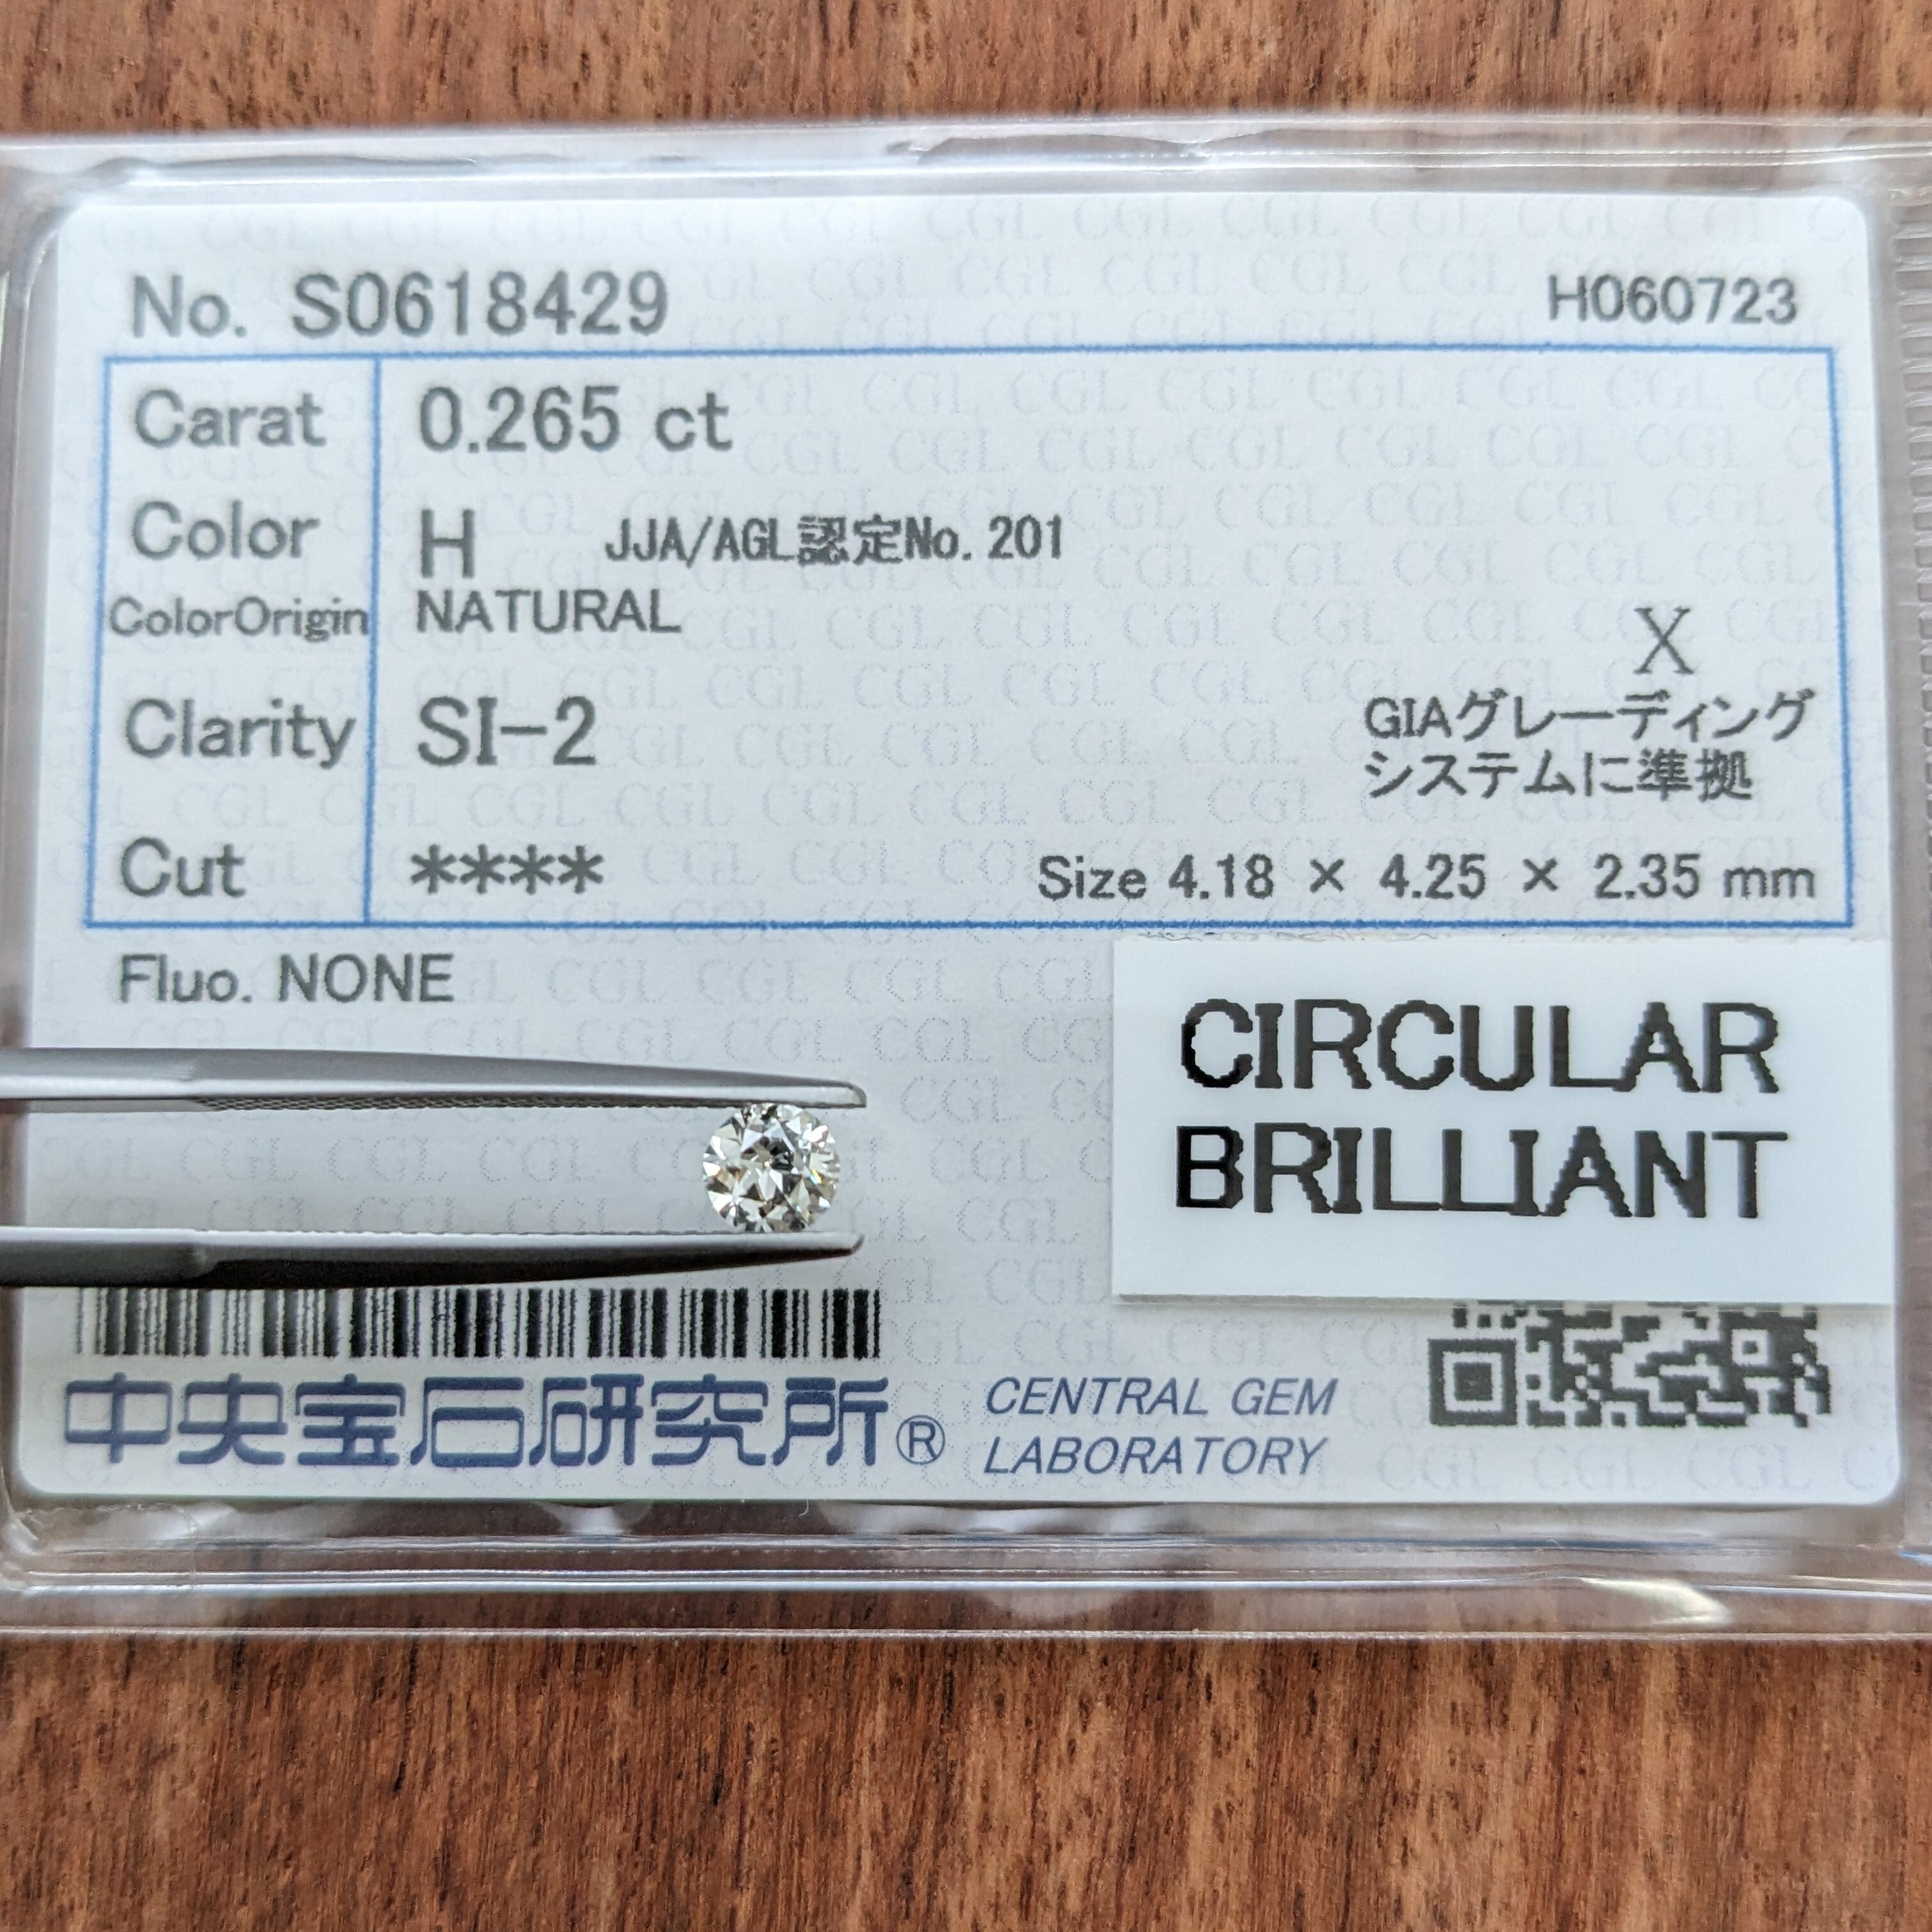 No. S0618429
H060723
Carat 0.265 ct
Color H JJA/AGL認定No. 201
ColorOrigin NATURAL
X
Clarity SI-2
GIAグレーディング
システムに準拠
Cut ****
Size 4.18 × 4.25 × 2.35 mm
Fluo. NONE
CIRCULAR
BRILLIANT
中央宝石研究所®
CENTRAL GEM
LABORATORY